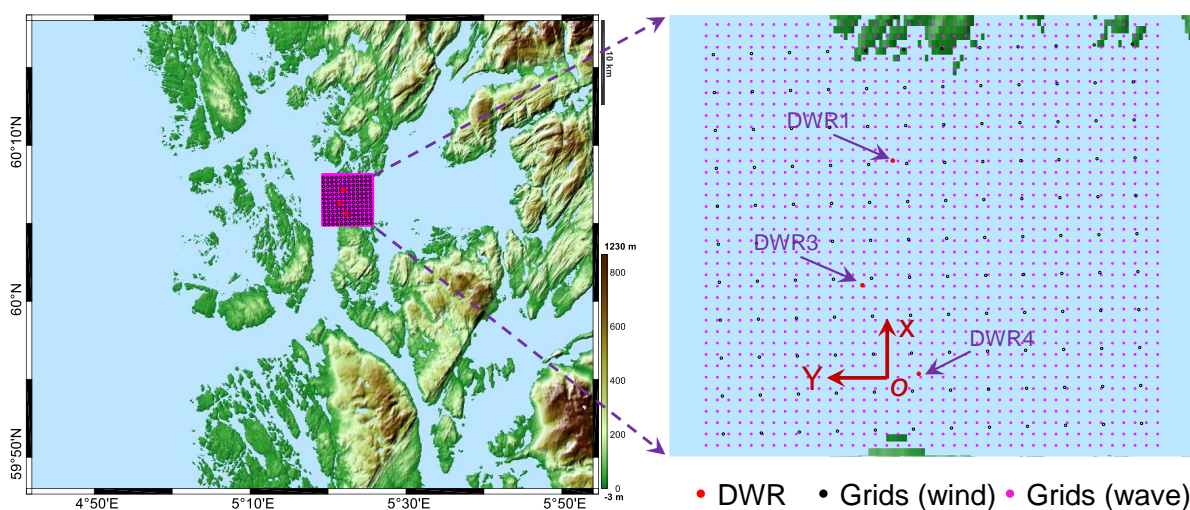 60°10'N
60°N
59°50'N
4°50'E
5°10'E
5°30'E
5°50'E
10 km
1230 m
800
600
400
200
0
-3 m
DWR1
DWR3
DWR4
X
Y
O
DWR
Grids (wind)
Grids (wave)